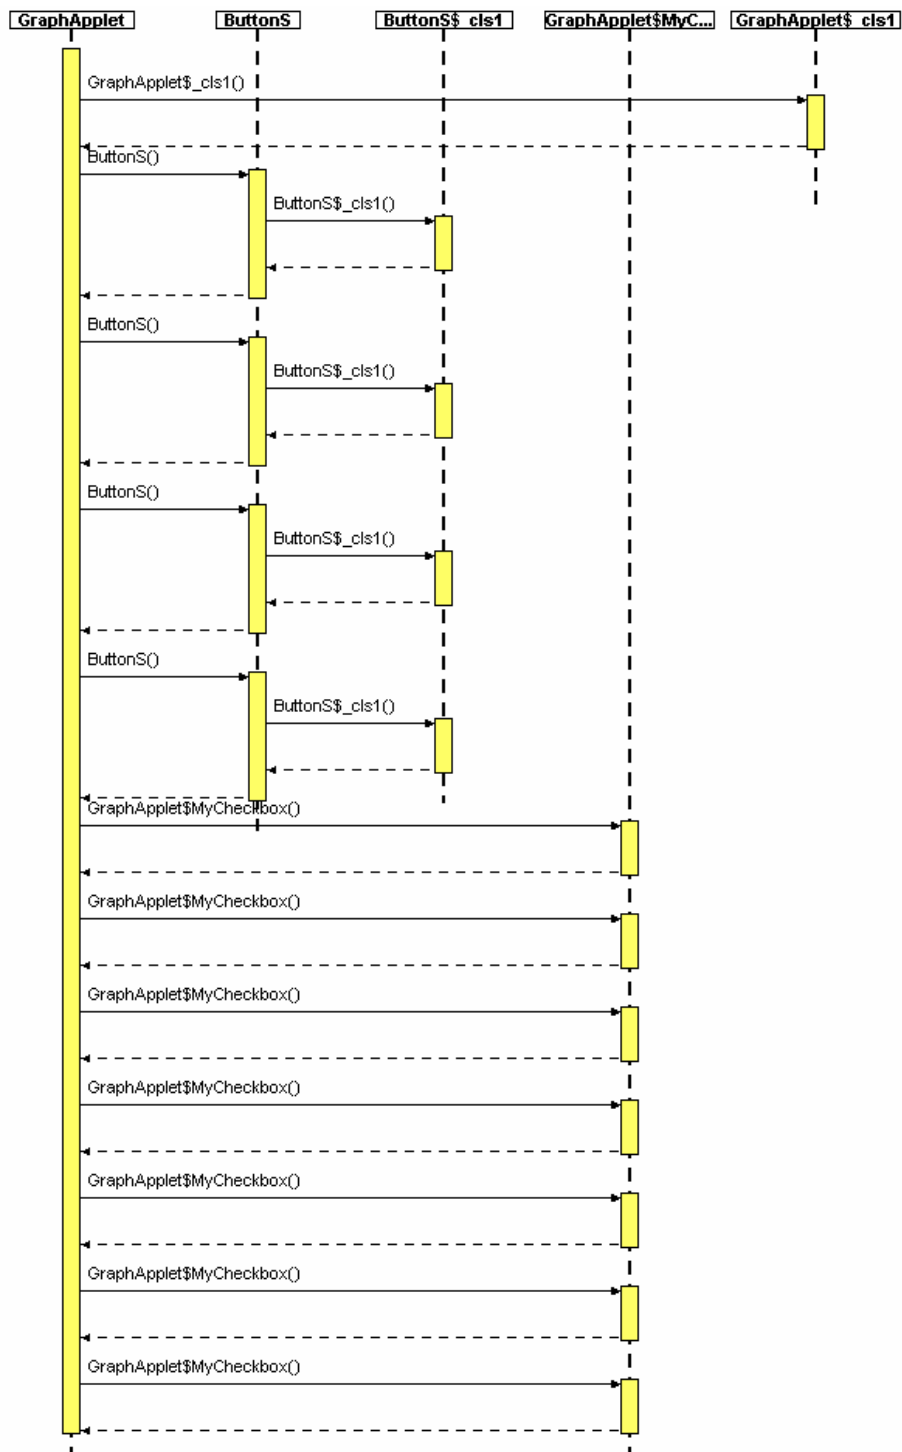 GraphApplet
ButtonS
ButtonS$_cls1
GraphApplet$MyC...
GraphApplet$_cls1
GraphApplet$_cls1()
ButtonS()
ButtonS$_cls1()
ButtonS()
ButtonS$_cls1()
ButtonS()
ButtonS$_cls1()
ButtonS()
ButtonS$_cls1()
GraphApplet$MyCheckbox()
GraphApplet$MyCheckbox()
GraphApplet$MyCheckbox()
GraphApplet$MyCheckbox()
GraphApplet$MyCheckbox()
GraphApplet$MyCheckbox()
GraphApplet$MyCheckbox()